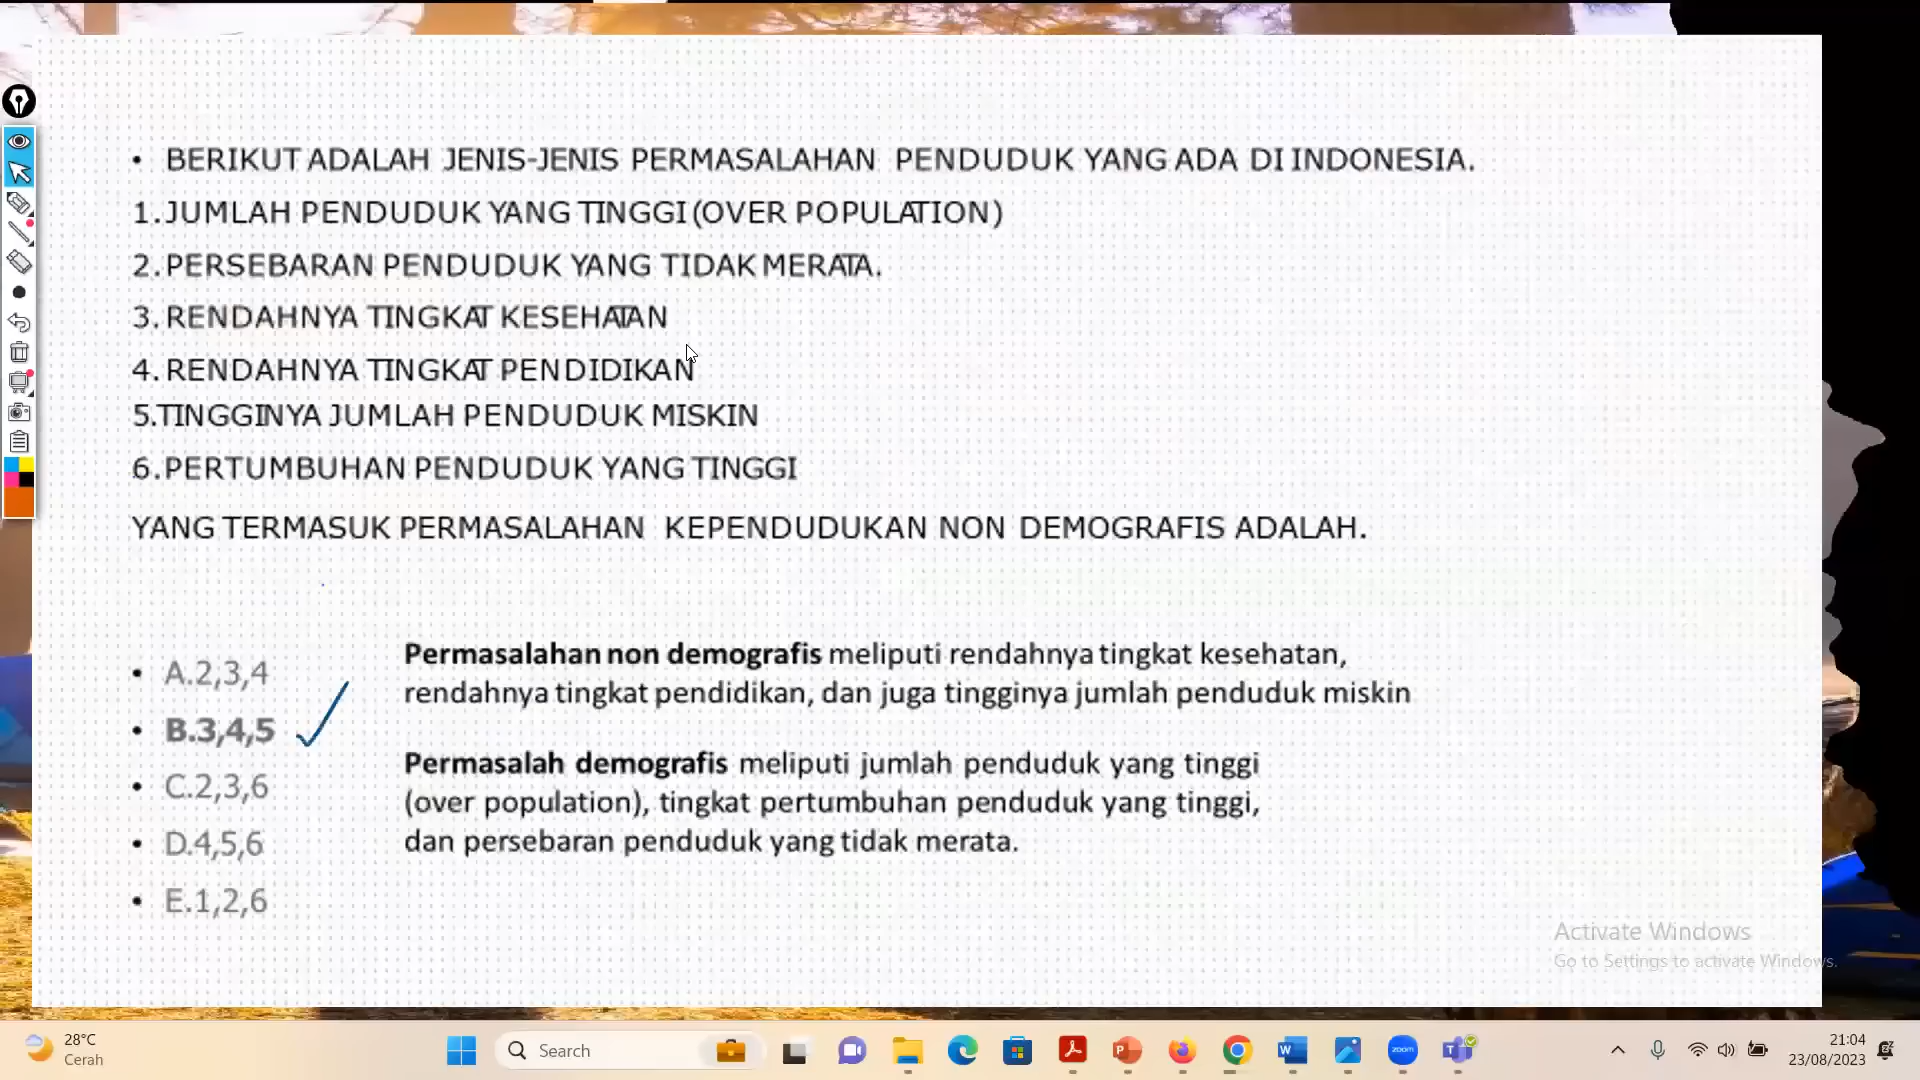 • BERIKUT ADALAH JENIS-JENIS PERMASALAHAN PENDUDUK YANG ADA DI INDONESIA.
1.JUMLAH PENDUDUK YANG TINGGI (OVER POPULATION)
2.PERSEBARAN PENDUDUK YANG TIDAK MERATA.
3.RENDAHNYA TINGKAT KESEHATAN
4.RENDAHNYA TINGKAT PENDIDIKAN
5.TINGGINYA JUMLAH PENDUDUK MISKIN
6.PERTUMBUHAN PENDUDUK YANG TINGGI
YANG TERMASUK PERMASALAHAN KEPENDUDUKAN NON DEMOGRAFIS ADALAH.
• A.2,3,4
• B.3,4,5
• C.2,3,6
• D.4,5,6
• E.1,2,6
Permasalahan non demografis meliputi rendahnya tingkat kesehatan,
rendahnya tingkat pendidikan, dan juga tingginya jumlah penduduk miskin
Permasalah demografis meliputi jumlah penduduk yang tinggi
(over population), tingkat pertumbuhan penduduk yang tinggi,
dan persebaran penduduk yang tidak merata.
Activate Windows
Go to Settings to activate Windows.
28°C
Cerah
Search
zoom
21:04
23/08/2023